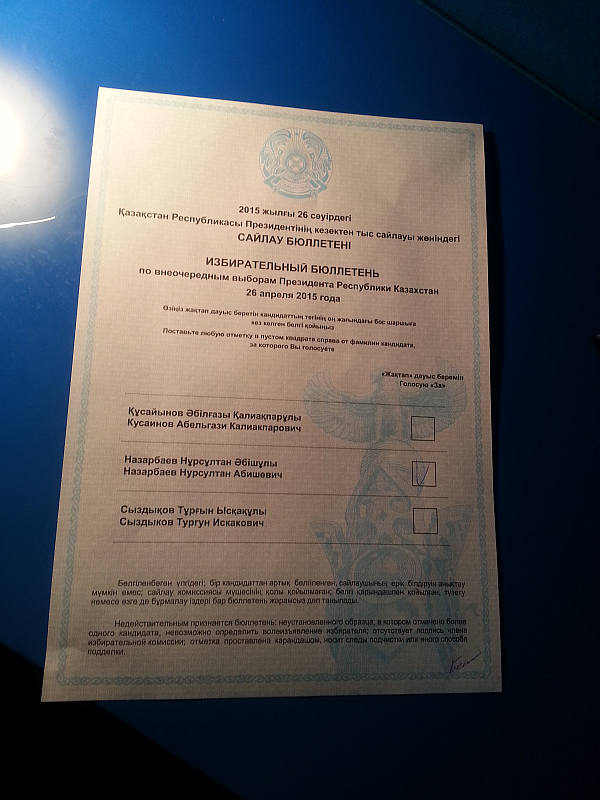 2015 жылғы 26 сәуірдегі
Қазақстан Республикасы Президентінің кезектен тыс сайлауы жөніндегі
САЙЛАУ БЮЛЛЕТЕНІ
ИЗБИРАТЕЛЬНЫЙ БЮЛЛЕТЕНЬ
по внеочередным выборам Президента Республики Казахстан
26 апреля 2015 года
Өзіңіз жақтап дауыс беретін кандидаттың тегінің оң жағындағы бос шаршыға
кез келген белгі қойыңыз
Поставьте любую отметку в пустом квадрате справа от фамилии кандидата,
за которого Вы голосуете
«Жақтап» дауыс беремін
Голосую «За»
Құсайынов Әбілғазы Қалиақпарұлы
Кусаинов Абельгази Калиакпарович
Назарбаев Нұрсұлтан Әбішұлы
Назарбаев Нурсултан Абишевич
Сыздықов Тұрғын Ысқақұлы
Сыздыков Тургун Искакович
Белгіленбеген үлгідегі; бір кандидаттан артық белгіленген, сайлаушының ерік білдіруін анықтау
мүмкін емес; сайлау комиссиясы мүшесінің қолы қойылмаған; белгі қарындашпен қойылған, түзету
немесе өзге де бұрмалау іздері бар бюллетень жарамсыз деп танылады.
Недействительным признается бюллетень: неустановленного образца; в котором отмечено более
одного кандидата, невозможно определить волеизъявление избирателя; отсутствует подпись члена
избирательной комиссии; отметка проставлена карандашом, носит следы подчистки или иного способа
подделки.